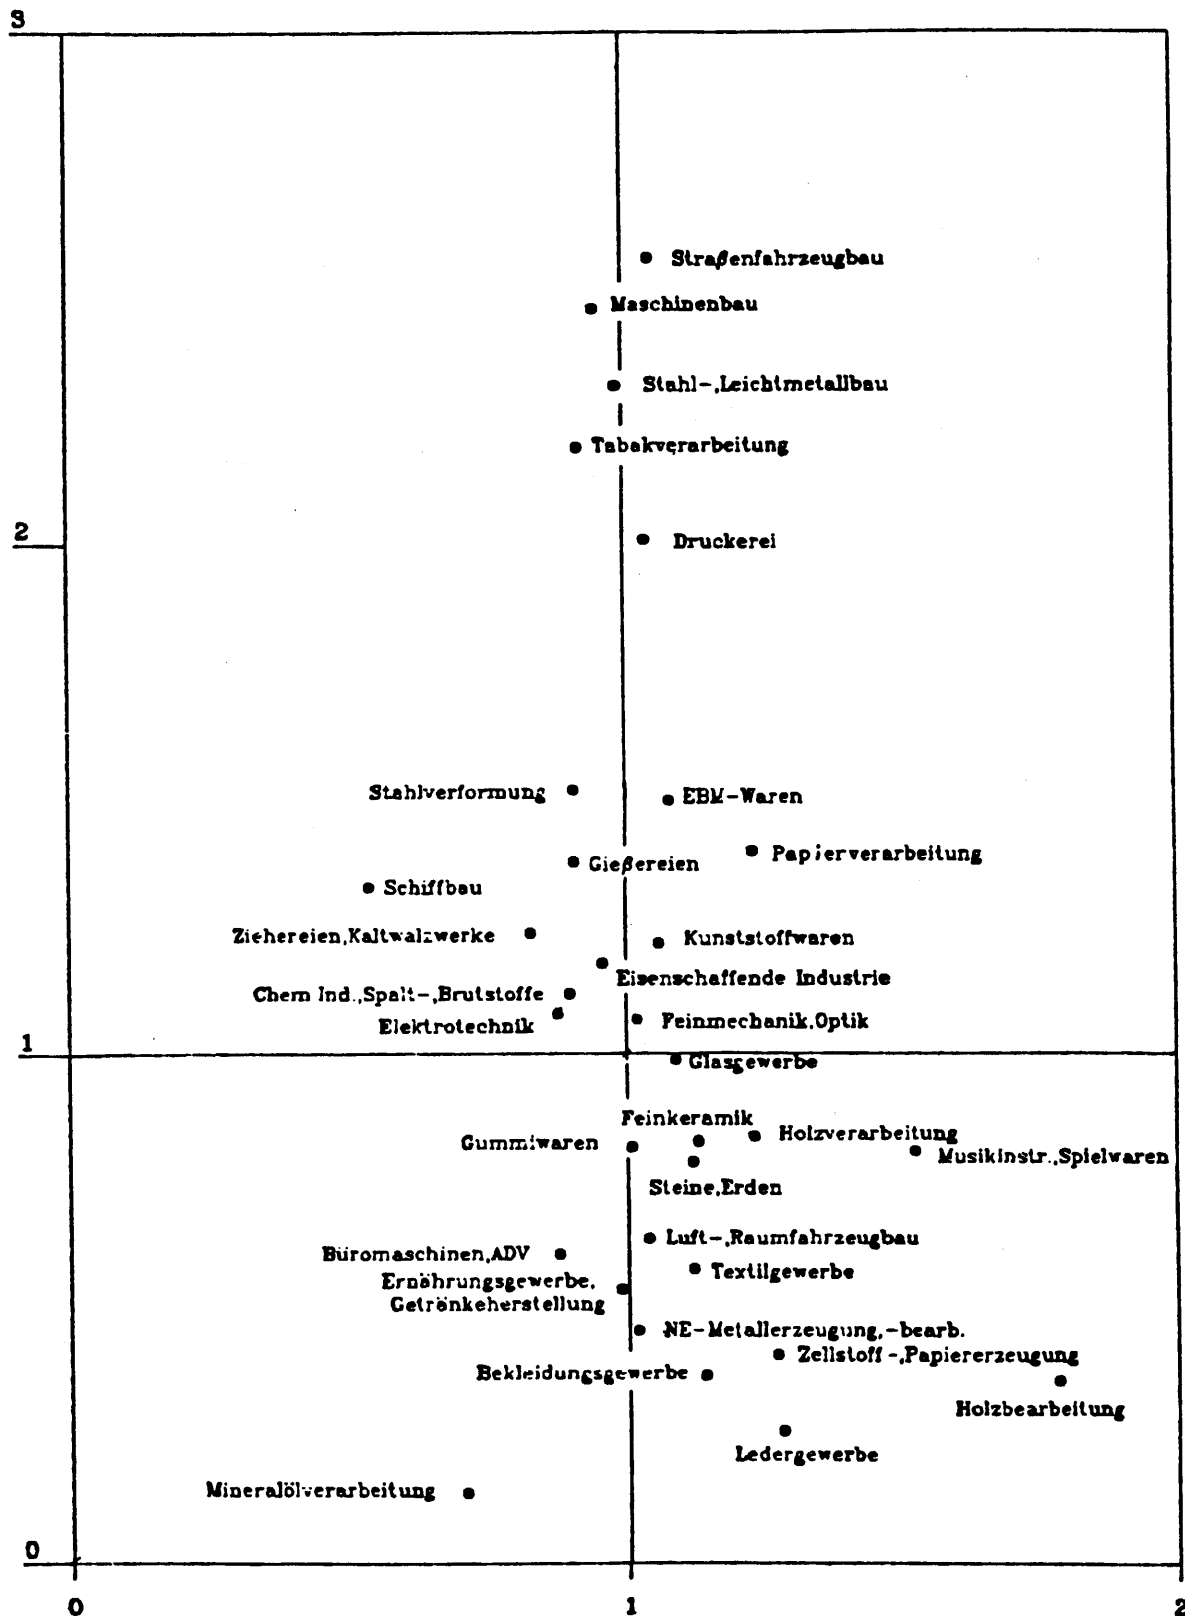 3
Straßenfahrzeugbau
Maschinenbau
Stahl-,Leichtmetallbau
Tabakverarbeitung
2
Druckerei
Stahlverformung
EBM-Waren
Papierverarbeitung
Gießereien
Schiffbau
Ziehereien,Kaltwalzwerke
Kunststoffwaren
Eisenschaffende Industrie
Chem Ind.,Spalt-,Brutstoffe
Elektrotechnik
Feinmechanik,Optik
1
Glasgewerbe
Feinkeramik
Gummiwaren
Holzverarbeitung
Musikinstr.,Spielwaren
Steine,Erden
Luft-,Raumfahrzeugbau
Büromaschinen,ADV
Textilgewerbe
Ernährungsgewerbe,
Getränkeherstellung
NE-Metallerzeugung,-bearb.
Zellstoff-,Papiererzeugung
Bekleidungsgewerbe
Holzbearbeitung
Ledergewerbe
Mineralölverarbeitung
0
0 1 2